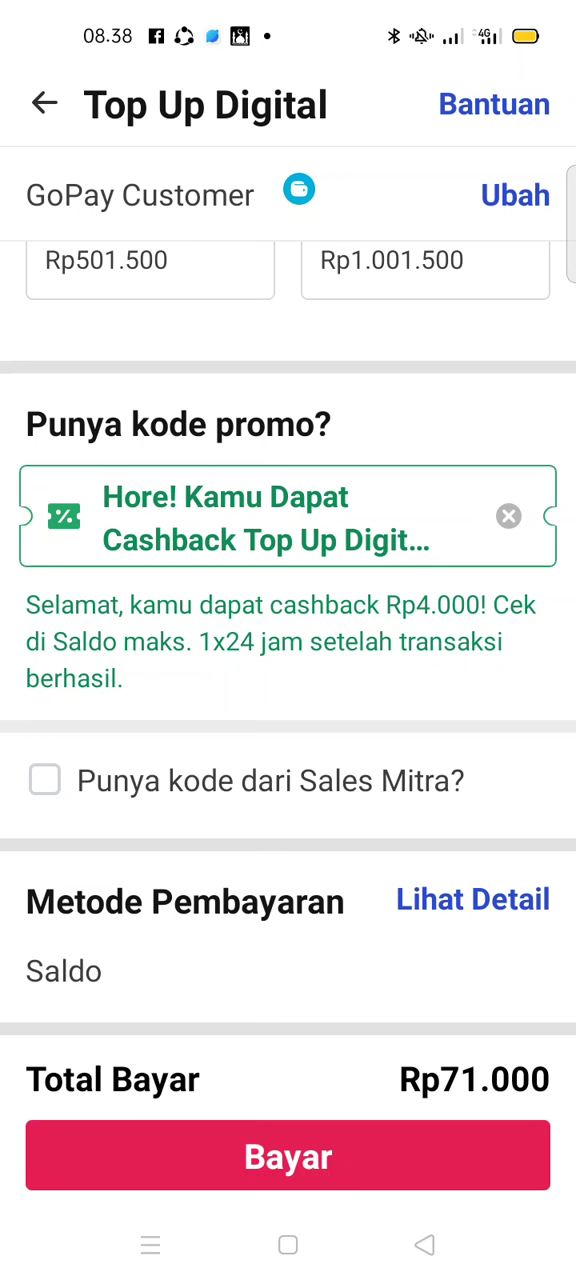 08.38
4G
Top Up Digital
Bantuan
GoPay Customer
Ubah
Rp501.500
Rp1.001.500
Punya kode promo?
Hore! Kamu Dapat
Cashback Top Up Digit...
Selamat, kamu dapat cashback Rp4.000! Cek
di Saldo maks. 1x24 jam setelah transaksi
berhasil.
Punya kode dari Sales Mitra?
Metode Pembayaran
Lihat Detail
Saldo
Total Bayar
Rp71.000
Bayar